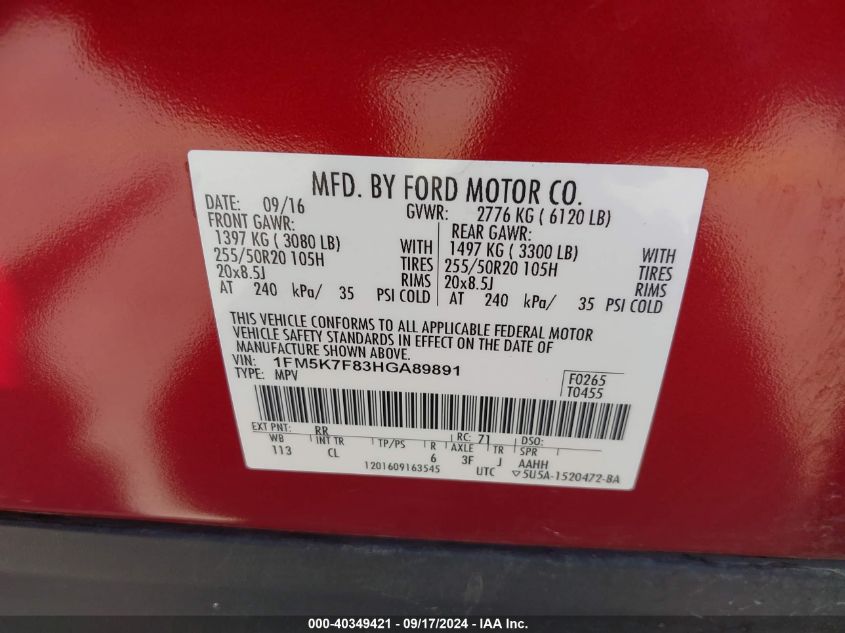 MFD. BY FORD MOTOR CO.
DATE: 09/16 GVWR: 2776 KG ( 6120 LB)
FRONT GAWR: REAR GAWR:
1397 KG ( 3080 LB) WITH 1497 KG ( 3300 LB) WITH
255/50R20 105H TIRES 255/50R20 105H TIRES
20x8.5J RIMS 20x8.5J RIMS
AT 240 kPa/ 35 PSI COLD AT 240 kPa/ 35 PSI COLD
THIS VEHICLE CONFORMS TO ALL APPLICABLE FEDERAL MOTOR
VEHICLE SAFETY STANDARDS IN EFFECT ON THE DATE OF
MANUFACTURE SHOWN ABOVE.
VIN: 1FM5K7F83HGA89891
TYPE: MPV
F0265
T0455
EXT PNT: RR RC: 71 DSO:
WB INT TR TP/PS R AXLE TR SPR
113 CL 6 3F J AAHH
1201609163545 UTC ▽5U5A-1520472-BA
000-40349421 - 09/17/2024 - IAA Inc.